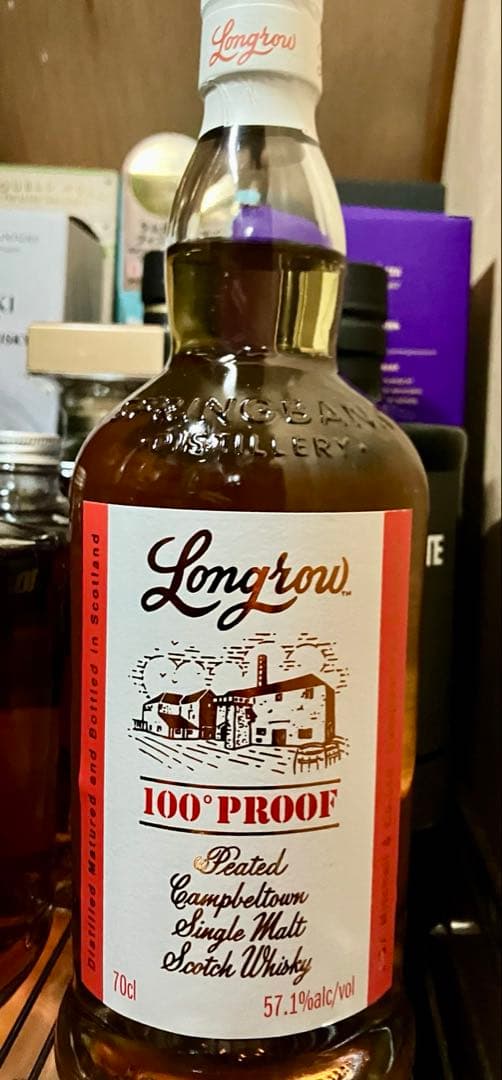 Longrow
SPRINGBANK
DISTILLERY
Longrow™
100° PROOF
Peated
Campbeltown
Single Malt
Scotch Whisky
70cl
57.1%alc/vol
Distilled Matured and Bottled in Scotland